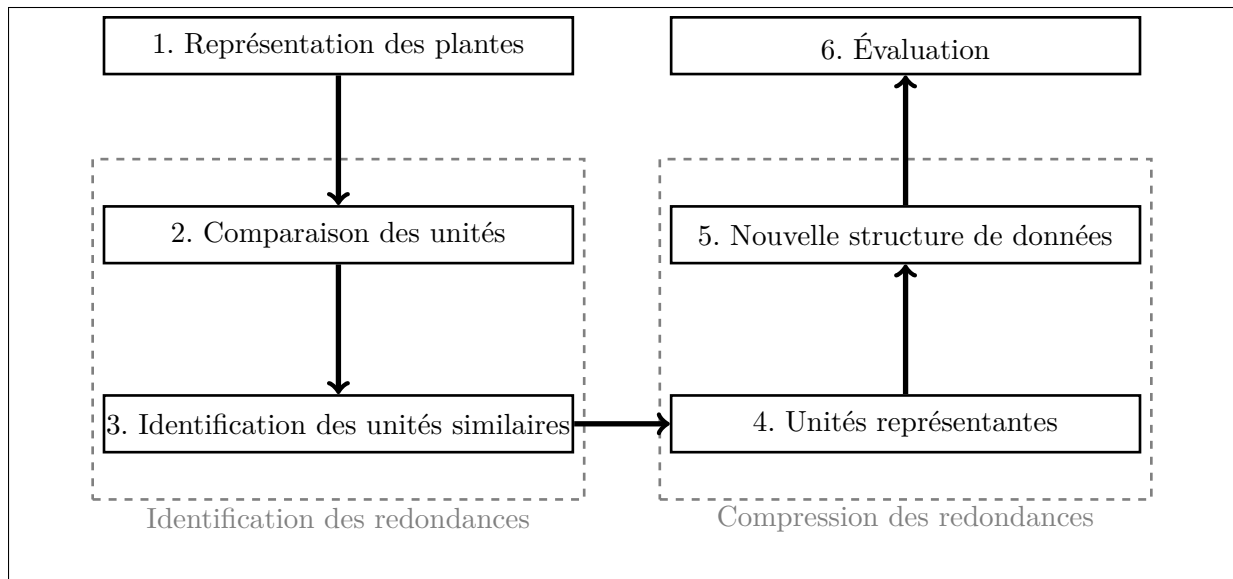 1. Représentation des plantes
2. Comparaison des unités
3. Identification des unités similaires
Identification des redondances
4. Unités représentantes
5. Nouvelle structure de données
6. Évaluation
Compression des redondances